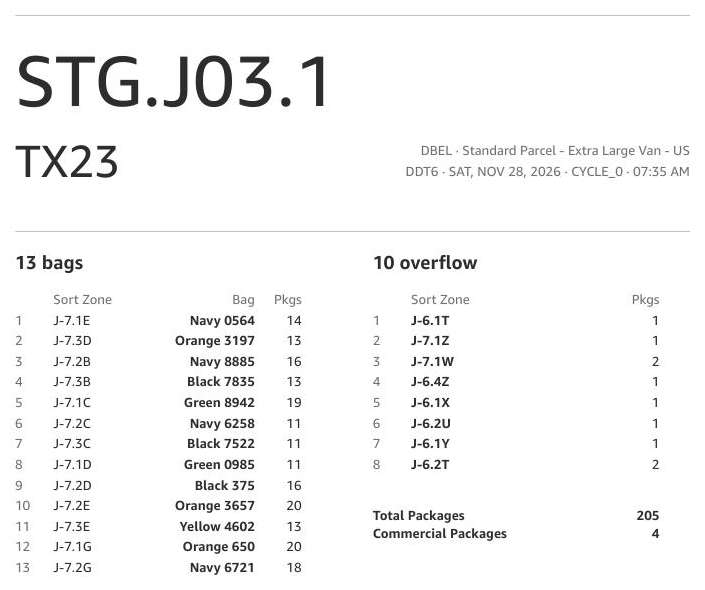 STG.J03.1
TX23
DBEL · Standard Parcel - Extra Large Van - US
DDT6 · SAT, NOV 28, 2026 · CYCLE_0 · 07:35 AM
13 bags
Sort Zone Bag Pkgs
1 J-7.1E Navy 0564 14
2 J-7.3D Orange 3197 13
3 J-7.2B Navy 8885 16
4 J-7.3B Black 7835 13
5 J-7.1C Green 8942 19
6 J-7.2C Navy 6258 11
7 J-7.3C Black 7522 11
8 J-7.1D Green 0985 11
9 J-7.2D Black 375 16
10 J-7.2E Orange 3657 20
11 J-7.3E Yellow 4602 13
12 J-7.1G Orange 650 20
13 J-7.2G Navy 6721 18
10 overflow
Sort Zone Pkgs
1 J-6.1T 1
2 J-7.1Z 1
3 J-7.1W 2
4 J-6.4Z 1
5 J-6.1X 1
6 J-6.2U 1
7 J-6.1Y 1
8 J-6.2T 2
Total Packages 205
Commercial Packages 4